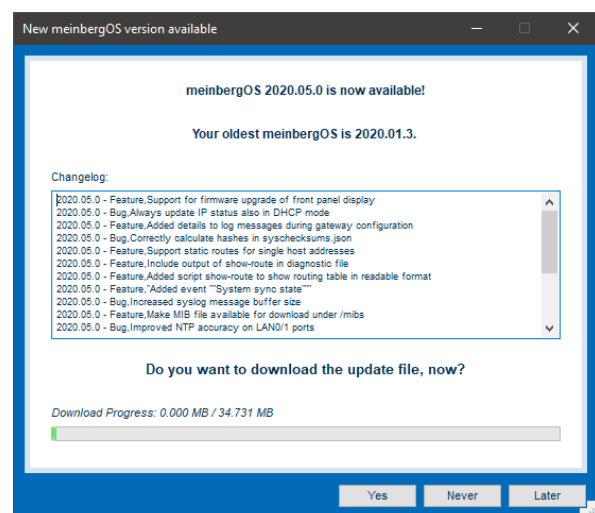 New meinbergOS version available
meinbergOS 2020.05.0 is now available!
Your oldest meinbergOS is 2020.01.3.
Changelog:
2020.05.0 - Feature,Support for firmware upgrade of front panel display
2020.05.0 - Bug,Always update IP status also in DHCP mode
2020.05.0 - Feature,Added details to log messages during gateway configuration
2020.05.0 - Bug,Correctly calculate hashes in syschecksums.json
2020.05.0 - Feature,Support static routes for single host addresses
2020.05.0 - Feature,Include output of show-route in diagnostic file
2020.05.0 - Feature,Added script show-route to show routing table in readable format
2020.05.0 - Feature,"Added event ""System sync state"""
2020.05.0 - Bug,Increased syslog message buffer size
2020.05.0 - Feature,Make MIB file available for download under /mibs
2020.05.0 - Bug,Improved NTP accuracy on LAN0/1 ports
Do you want to download the update file, now?
Download Progress: 0.000 MB / 34.731 MB
Yes Never Later